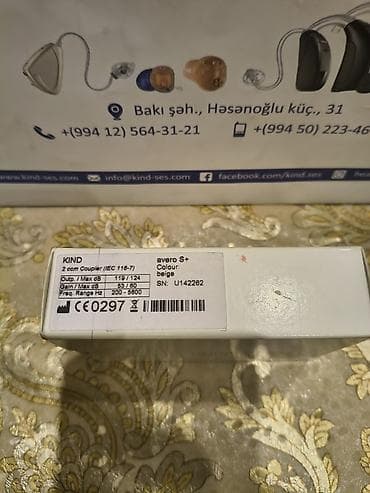 Bakı şəh., Həsənoğlu küç., 31
+(994 12) 564-31-21
+(994 50) 223-46
info@kind-ses.com
facebook.com/kind.ses
KIND
2 ccm Coupler (IEC 118-7)
Outp. / Max dB 119 / 124
Gain / Max dB 53 / 60
Freq. Range Hz 200 - 5600
CE0297
avero S+
Colour:
beige
SN: U142262